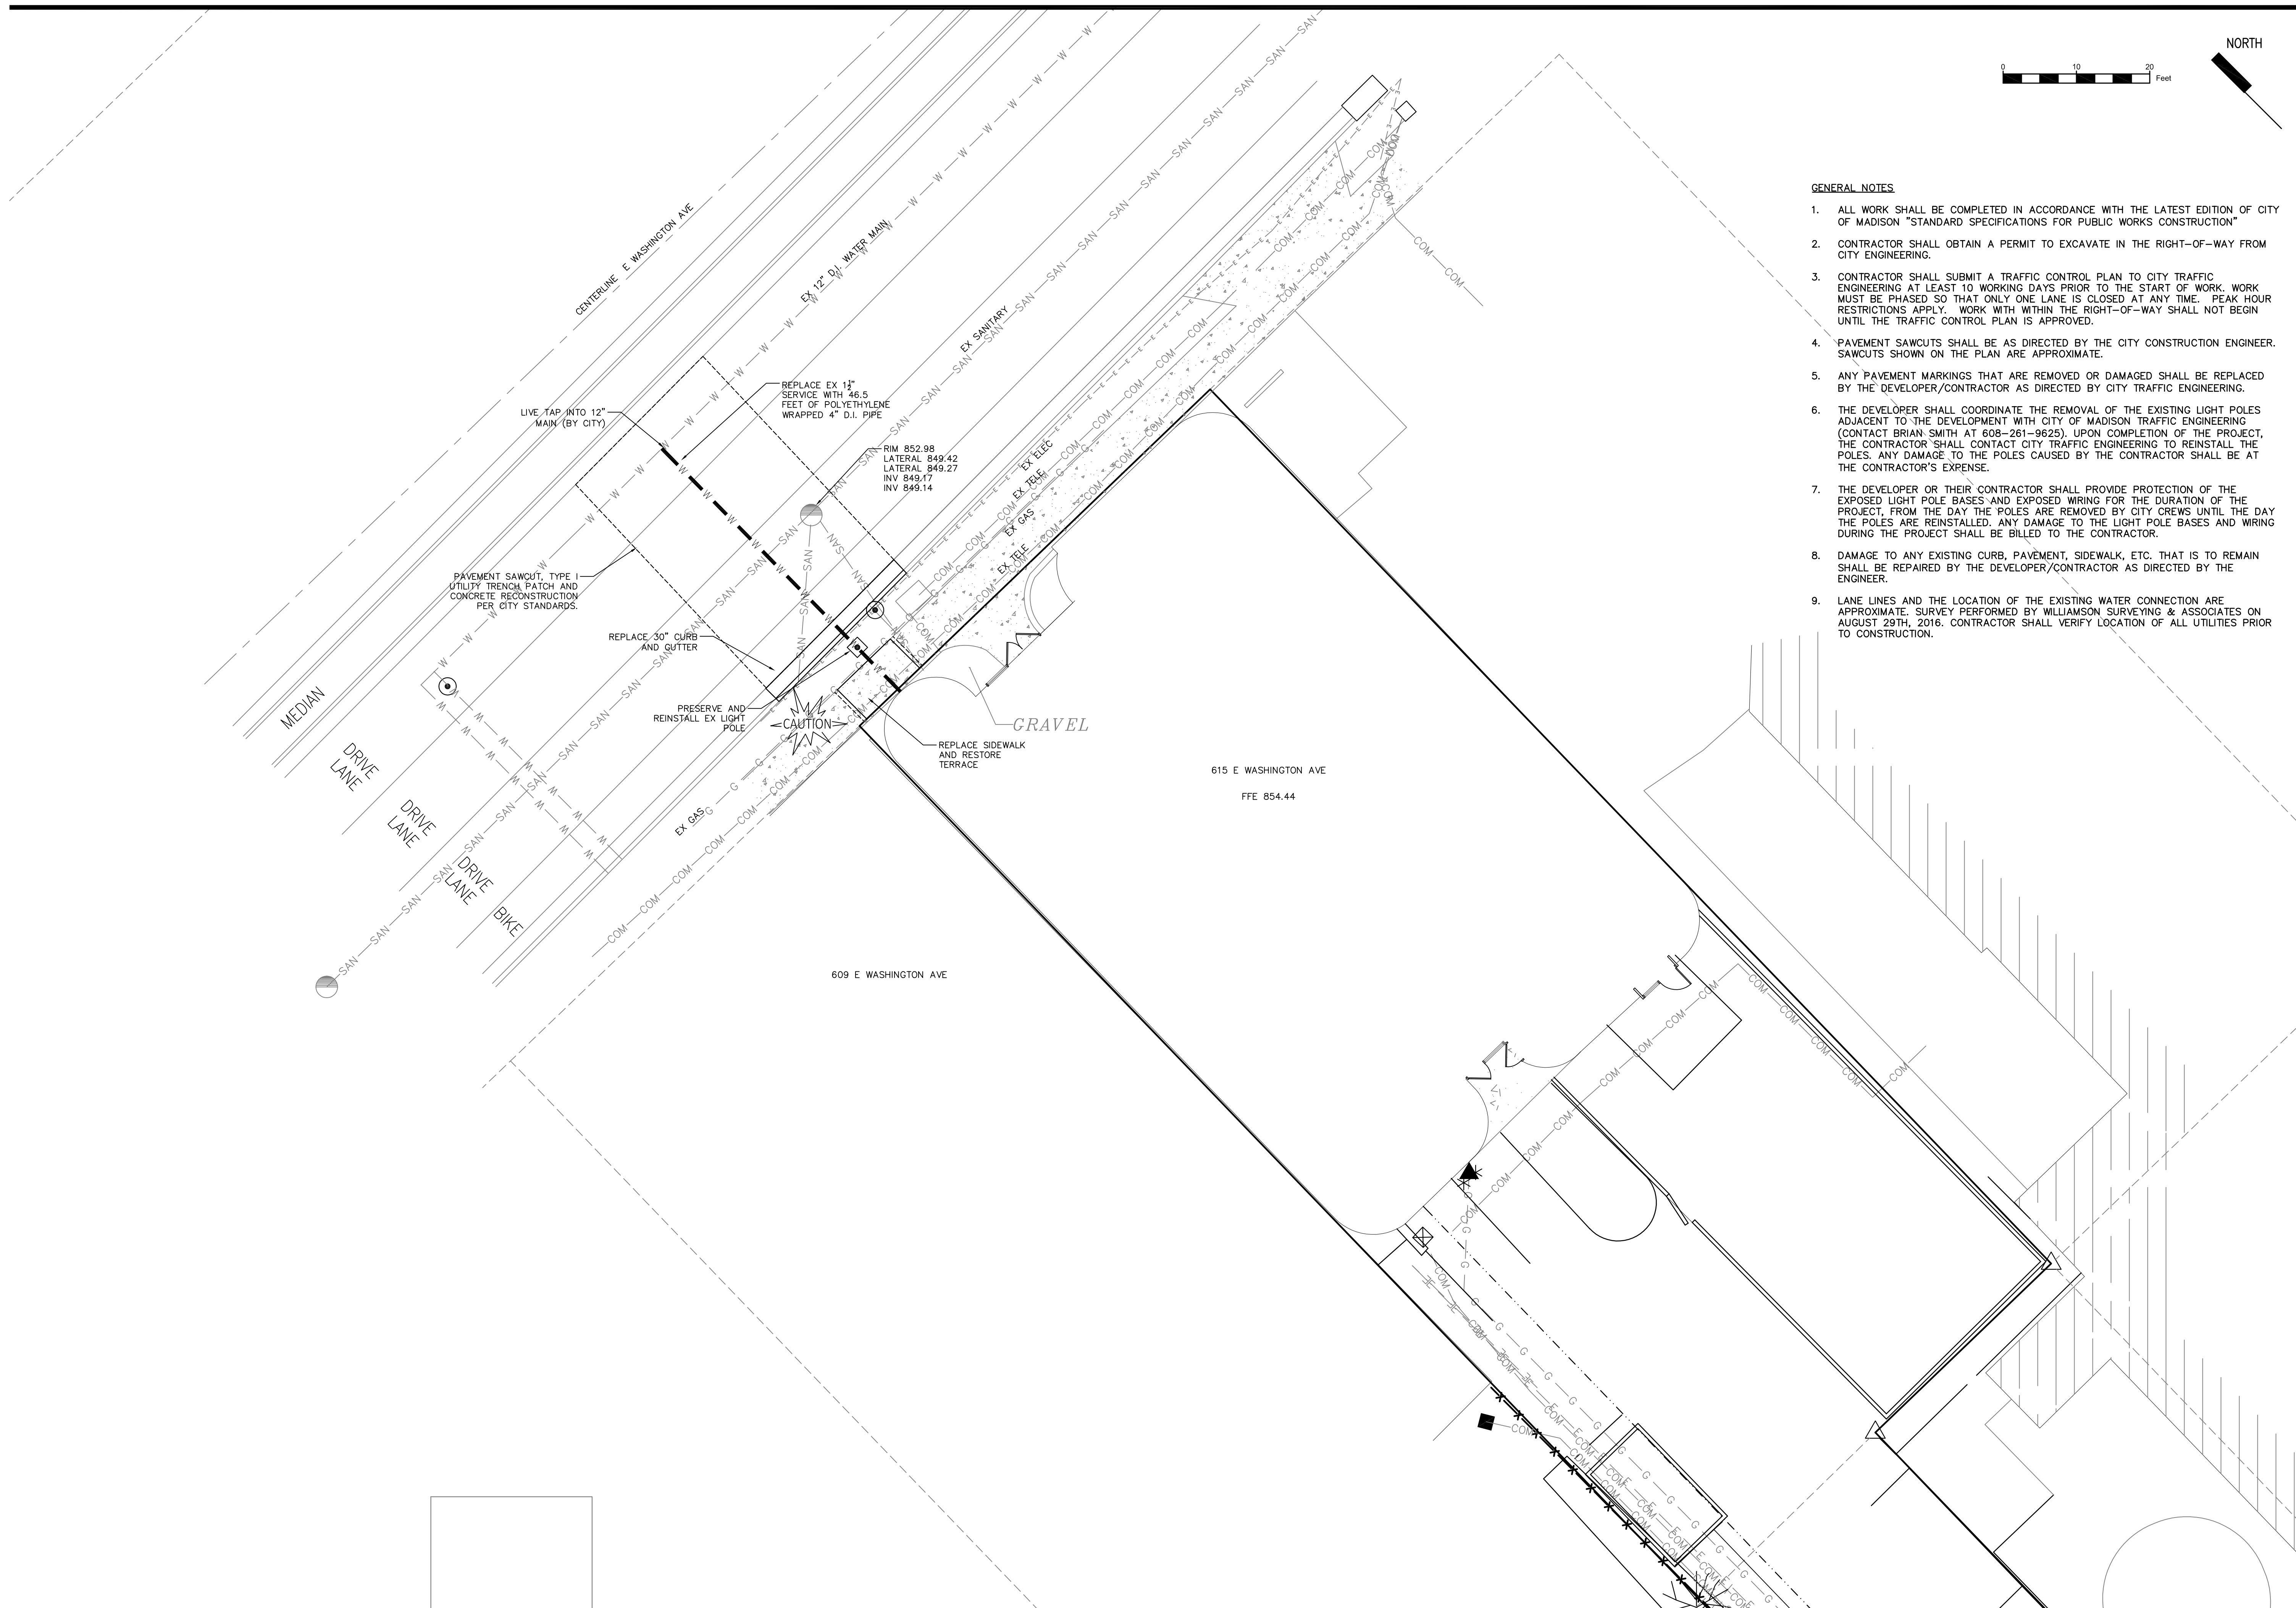 NORTH
0 10 20
Feet
GENERAL NOTES
1. ALL WORK SHALL BE COMPLETED IN ACCORDANCE WITH THE LATEST EDITION OF CITY
OF MADISON "STANDARD SPECIFICATIONS FOR PUBLIC WORKS CONSTRUCTION"
2. CONTRACTOR SHALL OBTAIN A PERMIT TO EXCAVATE IN THE RIGHT-OF-WAY FROM
CITY ENGINEERING.
3. CONTRACTOR SHALL SUBMIT A TRAFFIC CONTROL PLAN TO CITY TRAFFIC
ENGINEERING AT LEAST 10 WORKING DAYS PRIOR TO THE START OF WORK. WORK
MUST BE PHASED SO THAT ONLY ONE LANE IS CLOSED AT ANY TIME. PEAK HOUR
RESTRICTIONS APPLY. WORK WITH WITHIN THE RIGHT-OF-WAY SHALL NOT BEGIN
UNTIL THE TRAFFIC CONTROL PLAN IS APPROVED.
4. PAVEMENT SAWCUTS SHALL BE AS DIRECTED BY THE CITY CONSTRUCTION ENGINEER.
SAWCUTS SHOWN ON THE PLAN ARE APPROXIMATE.
5. ANY PAVEMENT MARKINGS THAT ARE REMOVED OR DAMAGED SHALL BE REPLACED
BY THE DEVELOPER/CONTRACTOR AS DIRECTED BY CITY TRAFFIC ENGINEERING.
6. THE DEVELOPER SHALL COORDINATE THE REMOVAL OF THE EXISTING LIGHT POLES
ADJACENT TO THE DEVELOPMENT WITH CITY OF MADISON TRAFFIC ENGINEERING
(CONTACT BRIAN SMITH AT 608-261-9625). UPON COMPLETION OF THE PROJECT,
THE CONTRACTOR SHALL CONTACT CITY TRAFFIC ENGINEERING TO REINSTALL THE
POLES. ANY DAMAGE TO THE POLES CAUSED BY THE CONTRACTOR SHALL BE AT
THE CONTRACTOR'S EXPENSE.
7. THE DEVELOPER OR THEIR CONTRACTOR SHALL PROVIDE PROTECTION OF THE
EXPOSED LIGHT POLE BASES AND EXPOSED WIRING FOR THE DURATION OF THE
PROJECT, FROM THE DAY THE POLES ARE REMOVED BY CITY CREWS UNTIL THE DAY
THE POLES ARE REINSTALLED. ANY DAMAGE TO THE LIGHT POLE BASES AND WIRING
DURING THE PROJECT SHALL BE BILLED TO THE CONTRACTOR.
8. DAMAGE TO ANY EXISTING CURB, PAVEMENT, SIDEWALK, ETC. THAT IS TO REMAIN
SHALL BE REPAIRED BY THE DEVELOPER/CONTRACTOR AS DIRECTED BY THE
ENGINEER.
9. LANE LINES AND THE LOCATION OF THE EXISTING WATER CONNECTION ARE
APPROXIMATE. SURVEY PERFORMED BY WILLIAMSON SURVEYING & ASSOCIATES ON
AUGUST 29TH, 2016. CONTRACTOR SHALL VERIFY LOCATION OF ALL UTILITIES PRIOR
TO CONSTRUCTION.
CENTERLINE E WASHINGTON AVE
EX 12" D.I. WATER MAIN
EX SANITARY
REPLACE EX 1½"
SERVICE WITH 46.5
FEET OF POLYETHYLENE
WRAPPED 4" D.I. PIPE
LIVE TAP INTO 12"
MAIN (BY CITY)
RIM 852.98
LATERAL 849.42
LATERAL 849.27
INV 849.17
INV 849.14
EX ELEC
EX TELE
EX GAS
EX TELE
PAVEMENT SAWCUT, TYPE I
UTILITY TRENCH PATCH AND
CONCRETE RECONSTRUCTION
PER CITY STANDARDS.
REPLACE 30" CURB
AND GUTTER
PRESERVE AND
REINSTALL EX LIGHT
POLE
CAUTION
GRAVEL
REPLACE SIDEWALK
AND RESTORE
TERRACE
MEDIAN
DRIVE
LANE
DRIVE
LANE
DRIVE
LANE
BIKE
EX GAS
615 E WASHINGTON AVE
FFE 854.44
609 E WASHINGTON AVE